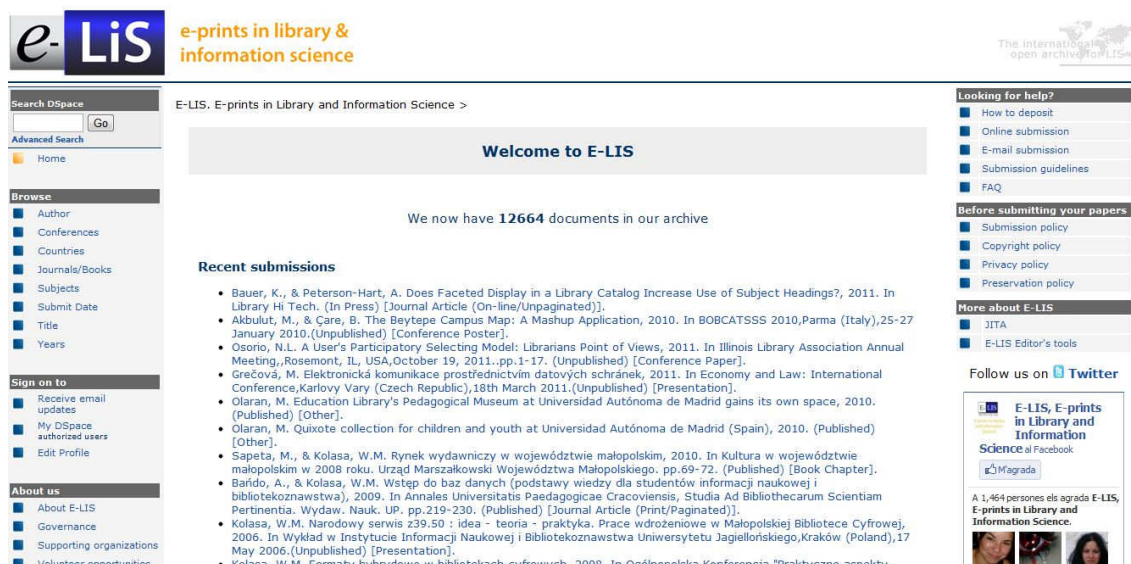 e-LiS
e-prints in library &
information science
The international
open archive for LIS
Search DSpace
Go
Advanced Search
Home
Browse
Author
Conferences
Countries
Journals/Books
Subjects
Submit Date
Title
Years
Sign on to
Receive email
updates
My DSpace
authorized users
Edit Profile
About us
About E-LIS
Governance
Supporting organizations
Volunteer opportunities
E-LIS. E-prints in Library and Information Science >
Welcome to E-LIS
We now have 12664 documents in our archive
Recent submissions
• Bauer, K., & Peterson-Hart, A. Does Faceted Display in a Library Catalog Increase Use of Subject Headings?, 2011. In
Library Hi Tech. (In Press) [Journal Article (On-line/Unpaginated)].
• Akbulut, M., & Çare, B. The Beytepe Campus Map: A Mashup Application, 2010. In BOBCATSSS 2010,Parma (Italy),25-27
January 2010.(Unpublished) [Conference Poster].
• Osorio, N.L. A User's Participatory Selecting Model: Librarians Point of Views, 2011. In Illinois Library Association Annual
Meeting,,Rosemont, IL, USA,October 19, 2011..pp.1-17. (Unpublished) [Conference Paper].
• Grečová, M. Elektronická komunikace prostřednictvím datových schránek, 2011. In Economy and Law: International
Conference,Karlovy Vary (Czech Republic),18th March 2011.(Unpublished) [Presentation].
• Olaran, M. Education Library's Pedagogical Museum at Universidad Autónoma de Madrid gains its own space, 2010.
(Published) [Other].
• Olaran, M. Quixote collection for children and youth at Universidad Autónoma de Madrid (Spain), 2010. (Published)
[Other].
• Sapeta, M., & Kolasa, W.M. Rynek wydawniczy w województwie małopolskim, 2010. In Kultura w województwie
małopolskim w 2008 roku. Urząd Marszałkowski Województwa Małopolskiego. pp.69-72. (Published) [Book Chapter].
• Bańdo, A., & Kolasa, W.M. Wstęp do baz danych (podstawy wiedzy dla studentów informacji naukowej i
bibliotekoznawstwa), 2009. In Annales Universitatis Paedagogicae Cracoviensis, Studia Ad Bibliothecarum Scientiam
Pertinentia. Wydaw. Nauk. UP. pp.219-230. (Published) [Journal Article (Print/Paginated)].
• Kolasa, W.M. Narodowy serwis z39.50 : idea - teoria - praktyka. Prace wdrożeniowe w Małopolskiej Bibliotece Cyfrowej,
2006. In Wykład w Instytucie Informacji Naukowej i Bibliotekoznawstwa Uniwersytetu Jagiellońskiego,Kraków (Poland),17
May 2006.(Unpublished) [Presentation].
• Kolasa, W.M. Formaty hybrydowe w bibliotekach cyfrowych, 2008. In Ogólnopolska Konferencja "Praktyczne aspekty
Looking for help?
How to deposit
Online submission
E-mail submission
Submission guidelines
FAQ
Before submitting your papers
Submission policy
Copyright policy
Privacy policy
Preservation policy
More about E-LIS
JITA
E-LIS Editor's tools
Follow us on Twitter
E-LIS, E-prints
in Library and
Information
Science al Facebook
M'agrada
A 1,464 persones els agrada E-LIS,
E-prints in Library and
Information Science.